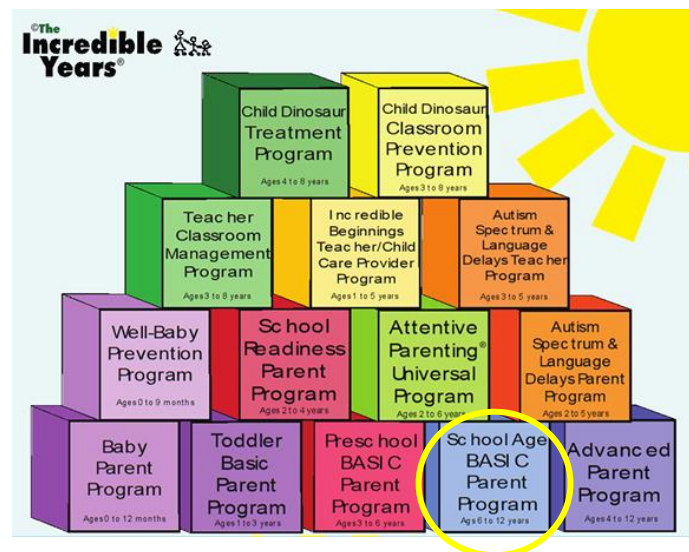 ©The
Incredible
Years®
Child Dinosaur
Treatment
Program
Ages 4 to 8 years
Child Dinosaur
Classroom
Prevention
Program
Ages 3 to 8 years
Teacher
Classroom
Management
Program
Ages 3 to 8 years
Incredible
Beginnings
Teacher/Child
Care Provider
Program
Ages 1 to 5 years
Autism
Spectrum &
Language
Delays Teacher
Program
Ages 3 to 5 years
Well-Baby
Prevention
Program
Ages 0 to 9 months
School
Readiness
Parent
Program
Ages 2 to 4 years
Attentive
Parenting®
Universal
Program
Ages 2 to 6 years
Autism
Spectrum &
Language
Delays Parent
Program
Ages 2 to 5 years
Baby
Parent
Program
Ages 0 to 12 months
Toddler
Basic
Parent
Program
Ages 1 to 3 years
Preschool
BASIC
Parent
Program
Ages 3 to 6 years
School Age
BASIC
Parent
Program
Ages 6 to 12 years
Advanced
Parent
Program
Ages 4 to 12 years